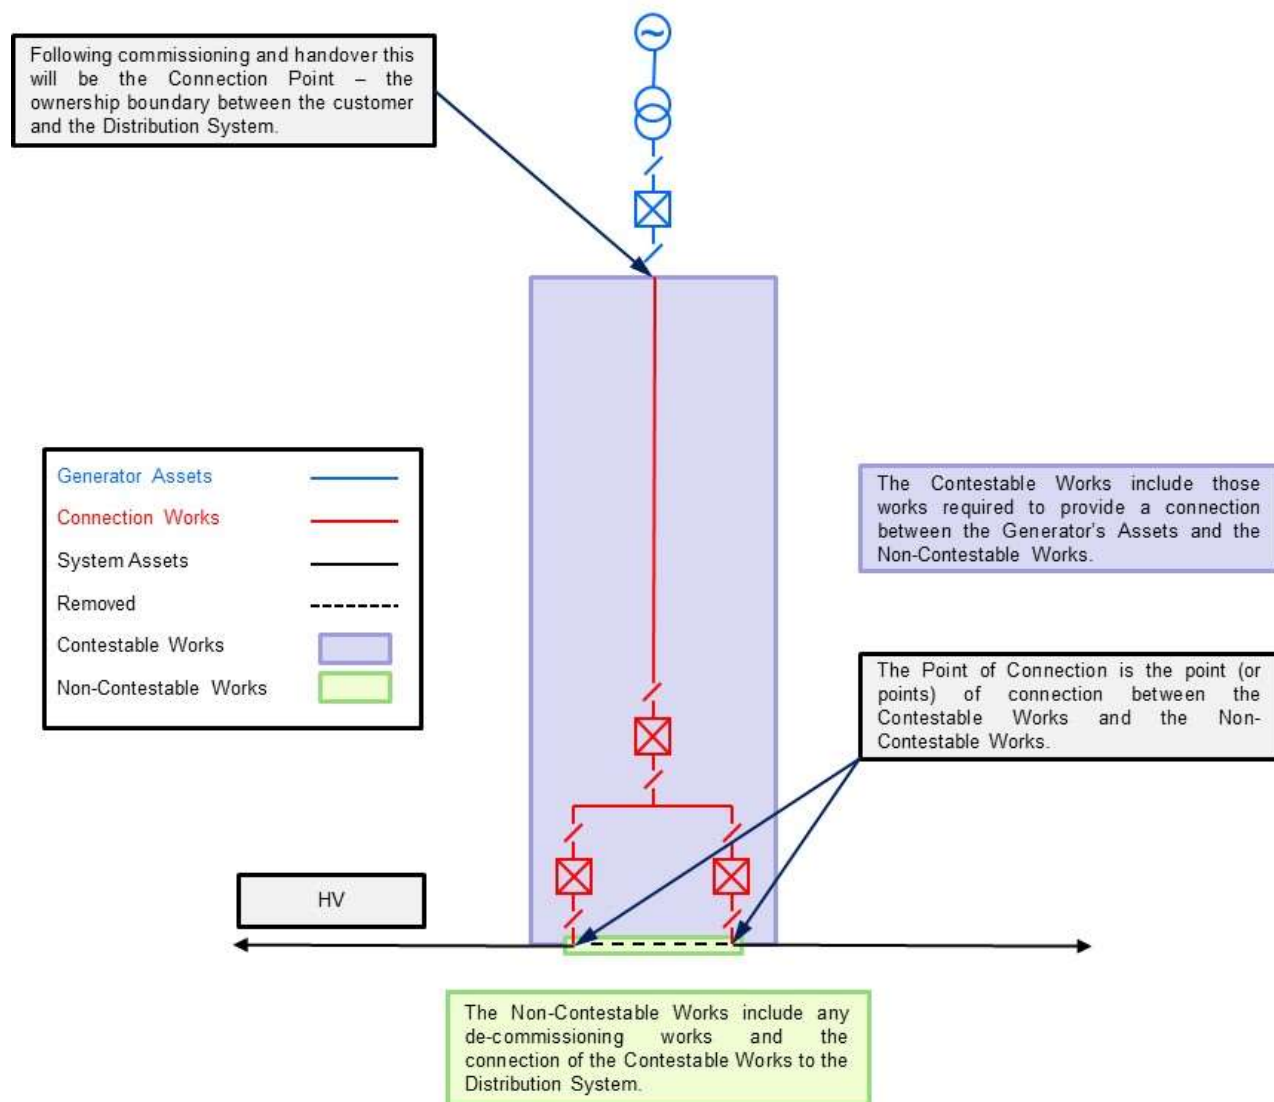 Following commissioning and handover this
will be the Connection Point – the
ownership boundary between the customer
and the Distribution System.
Generator Assets
Connection Works
System Assets
Removed
Contestable Works
Non-Contestable Works
The Contestable Works include those
works required to provide a connection
between the Generator's Assets and the
Non-Contestable Works.
The Point of Connection is the point (or
points) of connection between the
Contestable Works and the Non-
Contestable Works.
HV
The Non-Contestable Works include any
de-commissioning works and the
connection of the Contestable Works to the
Distribution System.